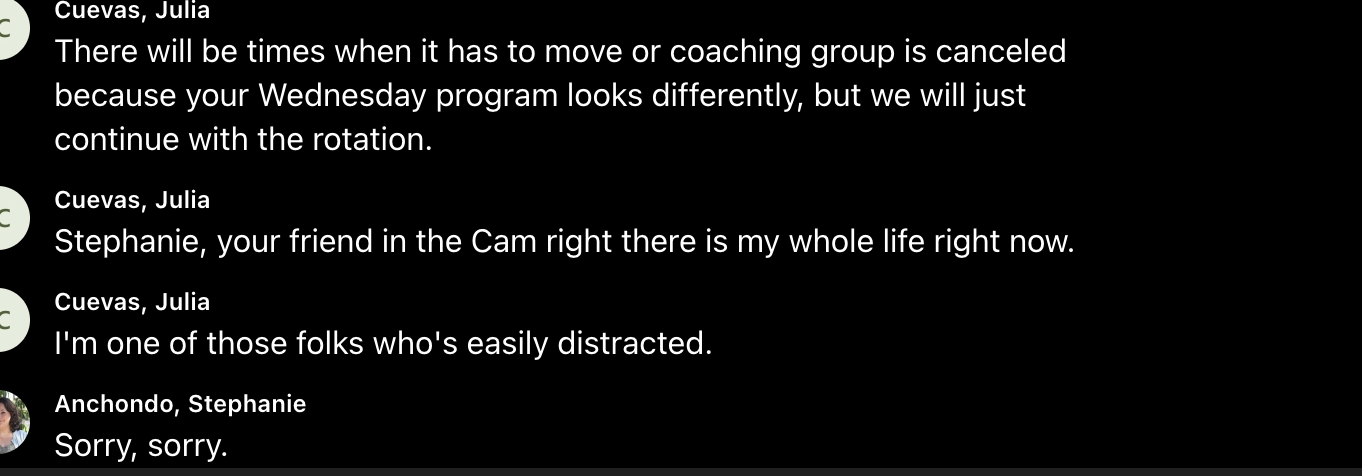 Cuevas, Julia
There will be times when it has to move or coaching group is canceled
because your Wednesday program looks differently, but we will just
continue with the rotation.
C
Cuevas, Julia
Stephanie, your friend in the Cam right there is my whole life right now.
C
Cuevas, Julia
I'm one of those folks who's easily distracted.
C
Anchondo, Stephanie
Sorry, sorry.